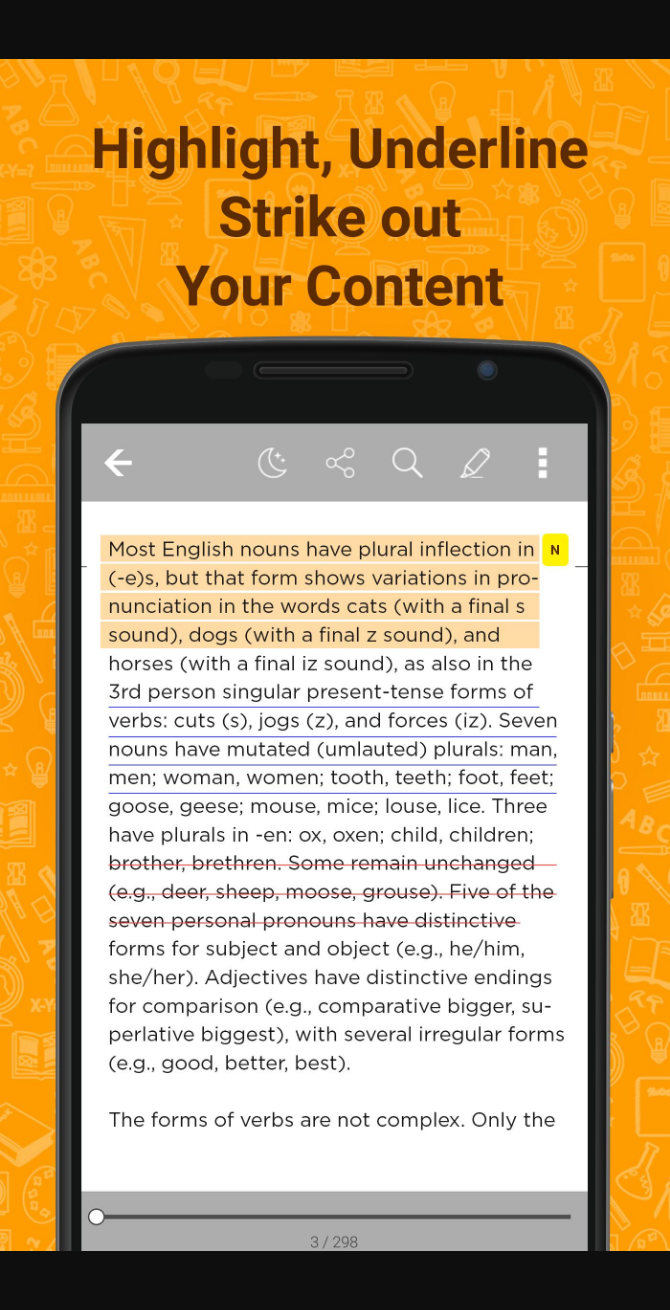 Highlight, Underline
Strike out
Your Content
Most English nouns have plural inflection in N
(-e)s, but that form shows variations in pro-
nunciation in the words cats (with a final s
sound), dogs (with a final z sound), and
horses (with a final iz sound), as also in the
3rd person singular present-tense forms of
verbs: cuts (s), jogs (z), and forces (iz). Seven
nouns have mutated (umlauted) plurals: man,
men; woman, women; tooth, teeth; foot, feet;
goose, geese; mouse, mice; louse, lice. Three
have plurals in -en: ox, oxen; child, children;
brother, brethren. Some remain unchanged
(e.g., deer, sheep, moose, grouse). Five of the
seven personal pronouns have distinctive
forms for subject and object (e.g., he/him,
she/her). Adjectives have distinctive endings
for comparison (e.g., comparative bigger, su-
perlative biggest), with several irregular forms
(e.g., good, better, best).
The forms of verbs are not complex. Only the
3 / 298